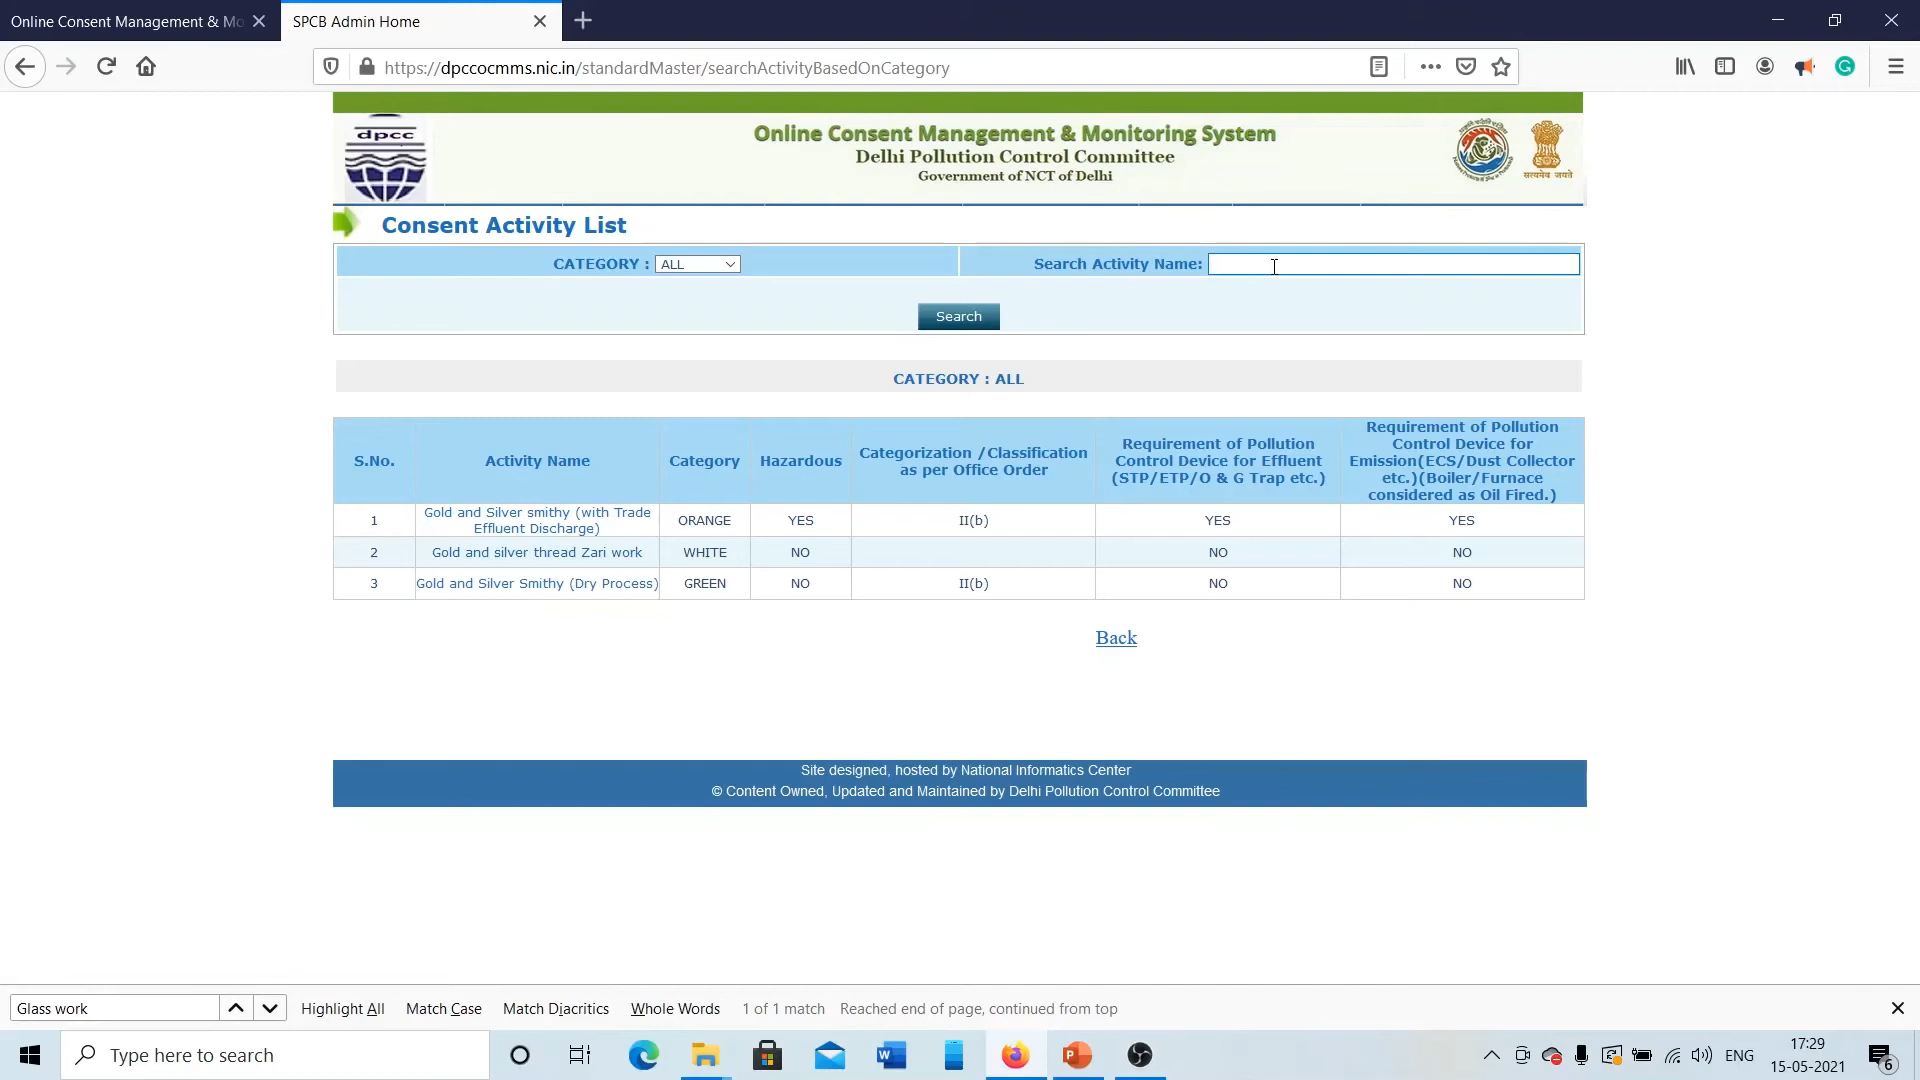 Online Consent Management & Mo
SPCB Admin Home
https://dpccocmms.nic.in/standardMaster/searchActivityBasedOnCategory
dpcc
Online Consent Management & Monitoring System
Delhi Pollution Control Committee
Government of NCT of Delhi
सत्यमेव जयते
Consent Activity List
CATEGORY : ALL
Search Activity Name:
Search
CATEGORY : ALL
S.No. Activity Name Category Hazardous Categorization /Classification as per Office Order Requirement of Pollution Control Device for Effluent (STP/ETP/O & G Trap etc.) Requirement of Pollution Control Device for Emission(ECS/Dust Collector etc.)(Boiler/Furnace considered as Oil Fired.)
1 Gold and Silver smithy (with Trade Effluent Discharge) ORANGE YES II(b) YES YES
2 Gold and silver thread Zari work WHITE NO NO NO
3 Gold and Silver Smithy (Dry Process) GREEN NO II(b) NO NO
Back
Site designed, hosted by National Informatics Center
© Content Owned, Updated and Maintained by Delhi Pollution Control Committee
Glass work Highlight All Match Case Match Diacritics Whole Words 1 of 1 match Reached end of page, continued from top
Type here to search
ENG
17:29
15-05-2021
6